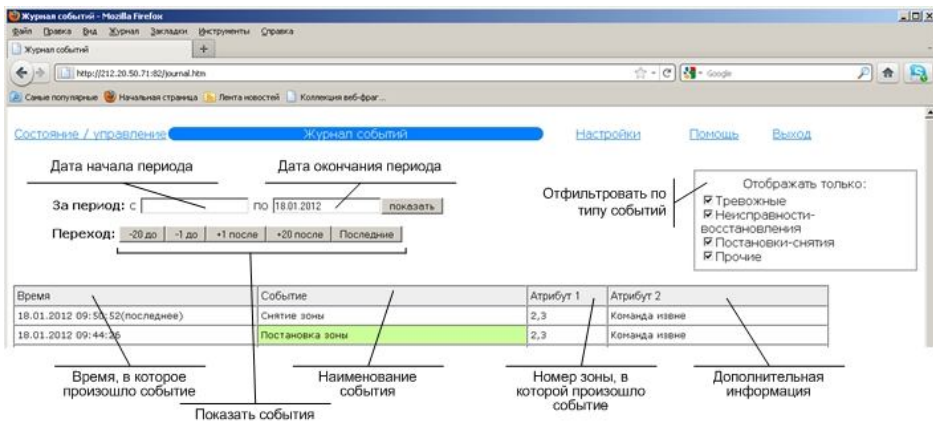 Журнал событий - Mozilla Firefox
Файл Правка Вид Журнал Закладки Инструменты Справка
Журнал событий +
http://212.20.50.71:82/journal.htm Google
Самые популярные Начальная страница Лента новостей Коллекция веб-фраг...
Состояние / управление Журнал событий Настройки Помощь Выход
Дата начала периода Дата окончания периода
За период: с по 18.01.2012 показать
Переход: -20 до -1 до +1 после +20 после Последние
Отфильтровать по
типу событий
Отображать только:
Тревожные
Неисправности-
восстановления
Постановки-снятия
Прочие
Время Событие Атрибут 1 Атрибут 2
18.01.2012 09:50:52(последнее) Снятие зоны 2,3 Команда извне
18.01.2012 09:44:26 Постановка зоны 2,3 Команда извне
Время, в которое
произошло событие
Показать события
Наименование
события
Номер зоны, в
которой произошло
событие
Дополнительная
информация